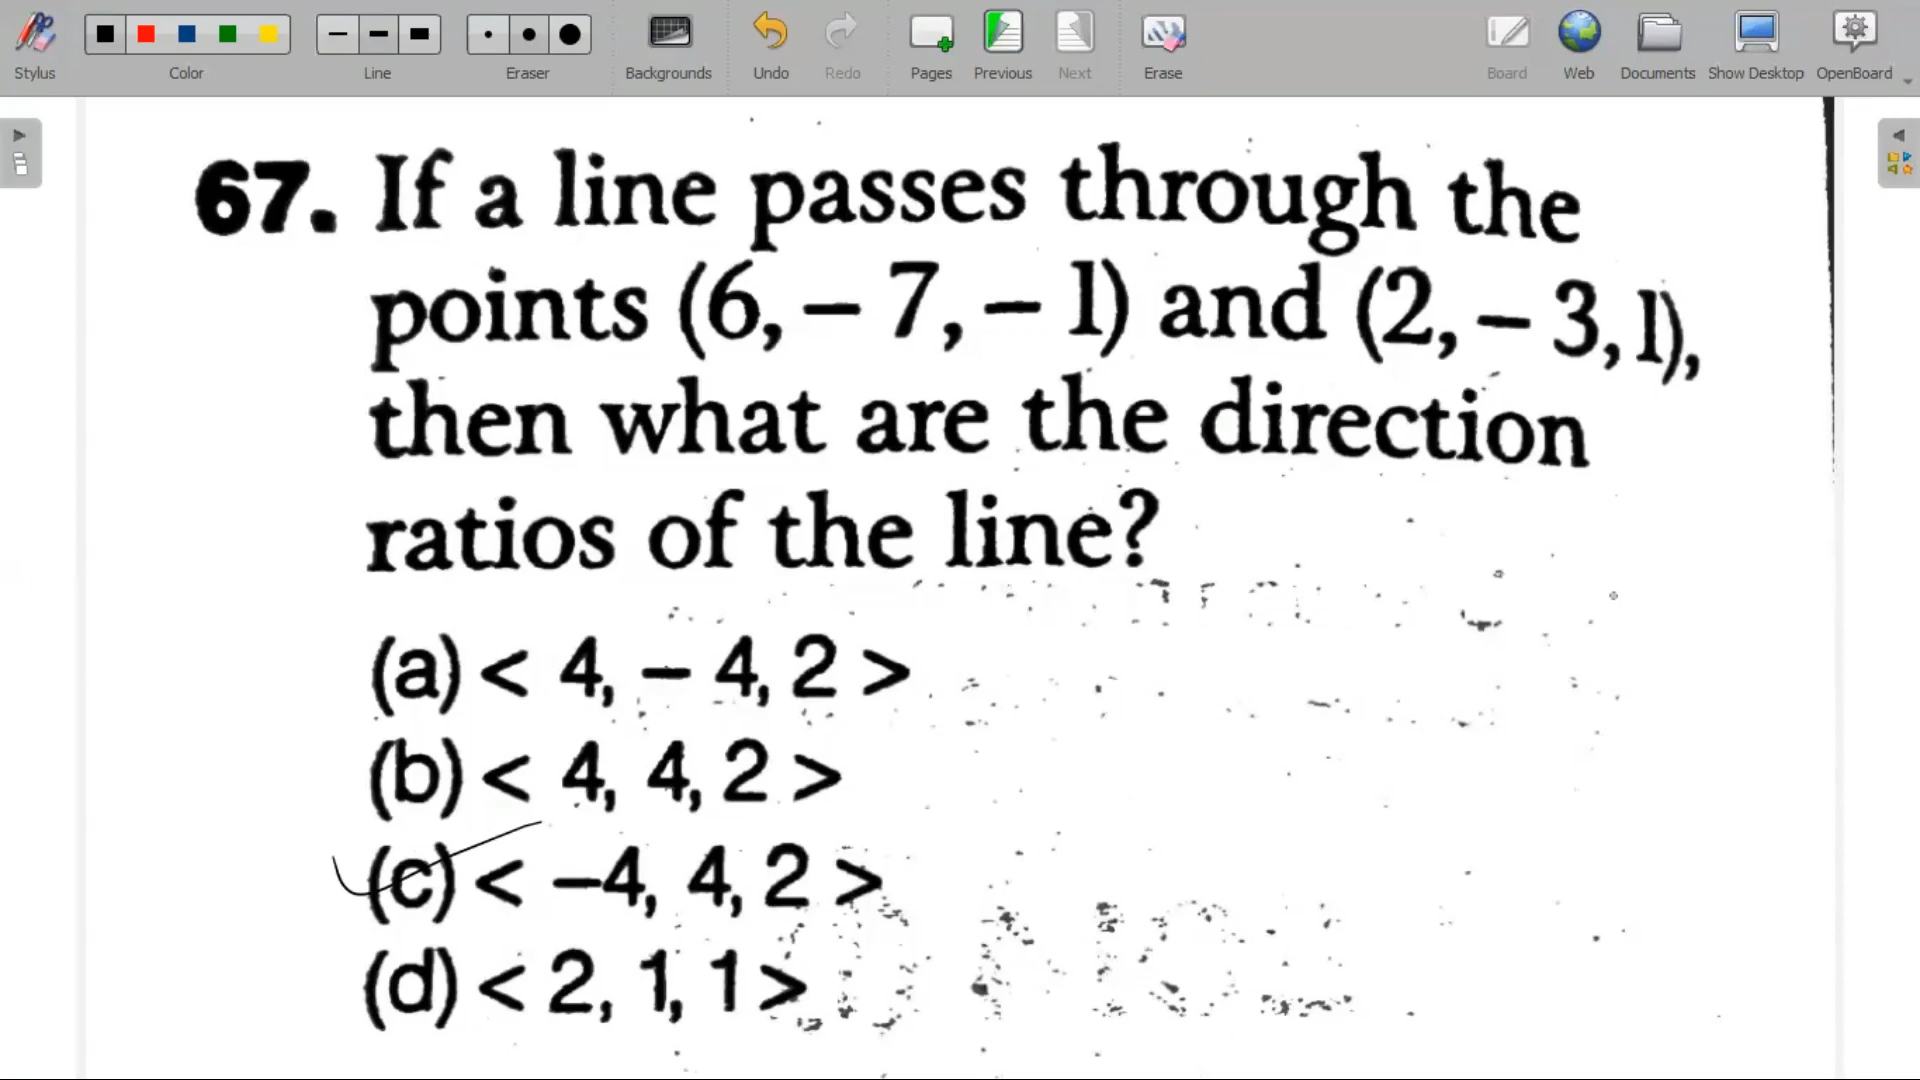 Stylus
Color
Line
Eraser
Backgrounds
Undo
Redo
Pages
Previous
Next
Erase
Board
Web
Documents
Show Desktop
OpenBoard
67. If a line passes through the
points (6, – 7, – 1) and (2, – 3, 1),
then what are the direction
ratios of the line?
(a) < 4, – 4, 2 >
(b) < 4, 4, 2 >
(c) < –4, 4, 2 >
(d) < 2, 1, 1 >